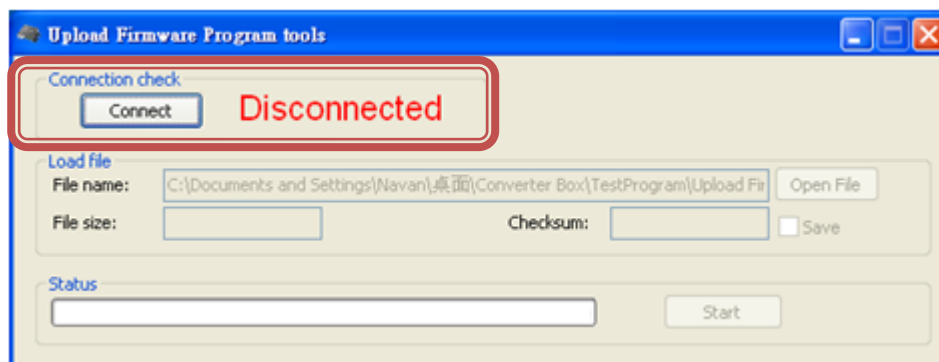 Upload Firmware Program tools
Connection check
Connect Disconnected
Load file
File name: C:\Documents and Settings\Navan\桌面\Converter Box\TestProgram\Upload Fir Open File
File size: Checksum: Save
Status
Start